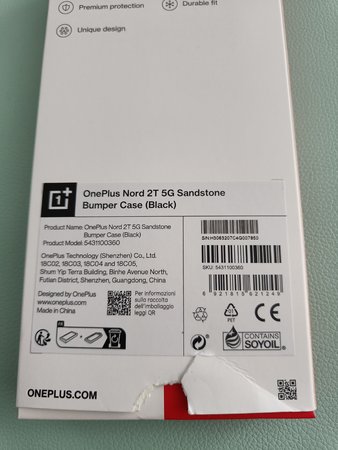 Premium protection
Durable fit
Unique design
OnePlus Nord 2T 5G Sandstone
Bumper Case (Black)
Product Name: OnePlus Nord 2T 5G Sandstone
Bumper Case (Black)
Product Model: 5431100360
OnePlus Technology (Shenzhen) Co., Ltd.
18C02, 18C03, 18C04 and 18C05,
Shum Yip Terra Building, Binhe Avenue North,
Futian District, Shenzhen, Guangdong, China
Designed by OnePlus
www.oneplus.com
Made in China
Per informazioni
sulla raccolta
dell'imballaggio
leggi QR
SKU: 5431100360
6 921815 621249
PET
CONTAINS
SOYOIL
ONEPLUS.COM